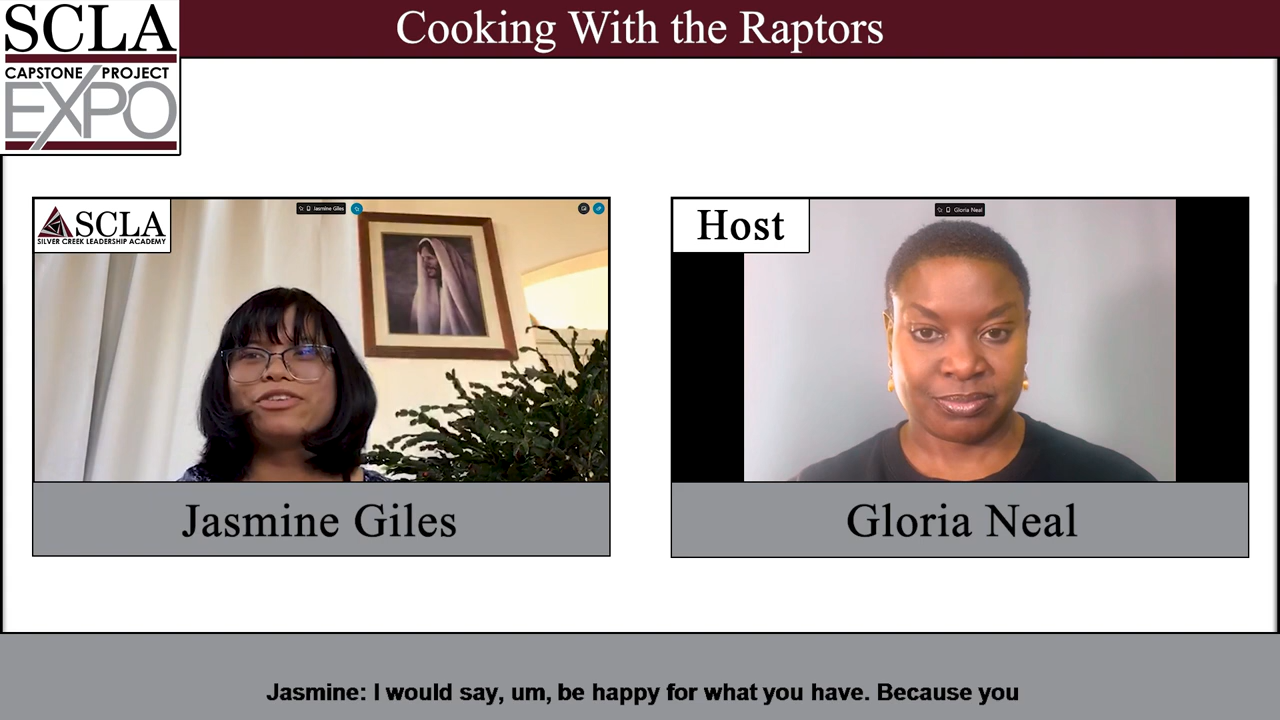 SCLA
CAPSTONE PROJECT
EXPO
Cooking With the Raptors
SCLA
SILVER CREEK LEADERSHIP ACADEMY
Jasmine Giles
Host
Gloria Neal
Jasmine Giles
Gloria Neal
Jasmine: I would say, um, be happy for what you have. Because you